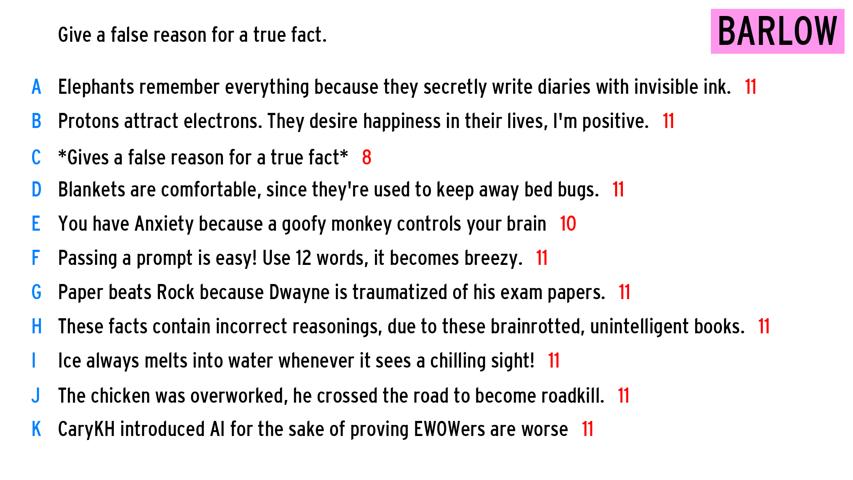 Give a false reason for a true fact.
BARLOW
A Elephants remember everything because they secretly write diaries with invisible ink. 11
B Protons attract electrons. They desire happiness in their lives, I'm positive. 11
C *Gives a false reason for a true fact* 8
D Blankets are comfortable, since they're used to keep away bed bugs. 11
E You have Anxiety because a goofy monkey controls your brain 10
F Passing a prompt is easy! Use 12 words, it becomes breezy. 11
G Paper beats Rock because Dwayne is traumatized of his exam papers. 11
H These facts contain incorrect reasonings, due to these brainrotted, unintelligent books. 11
I Ice always melts into water whenever it sees a chilling sight! 11
J The chicken was overworked, he crossed the road to become roadkill. 11
K CaryKH introduced AI for the sake of proving EWOWers are worse 11